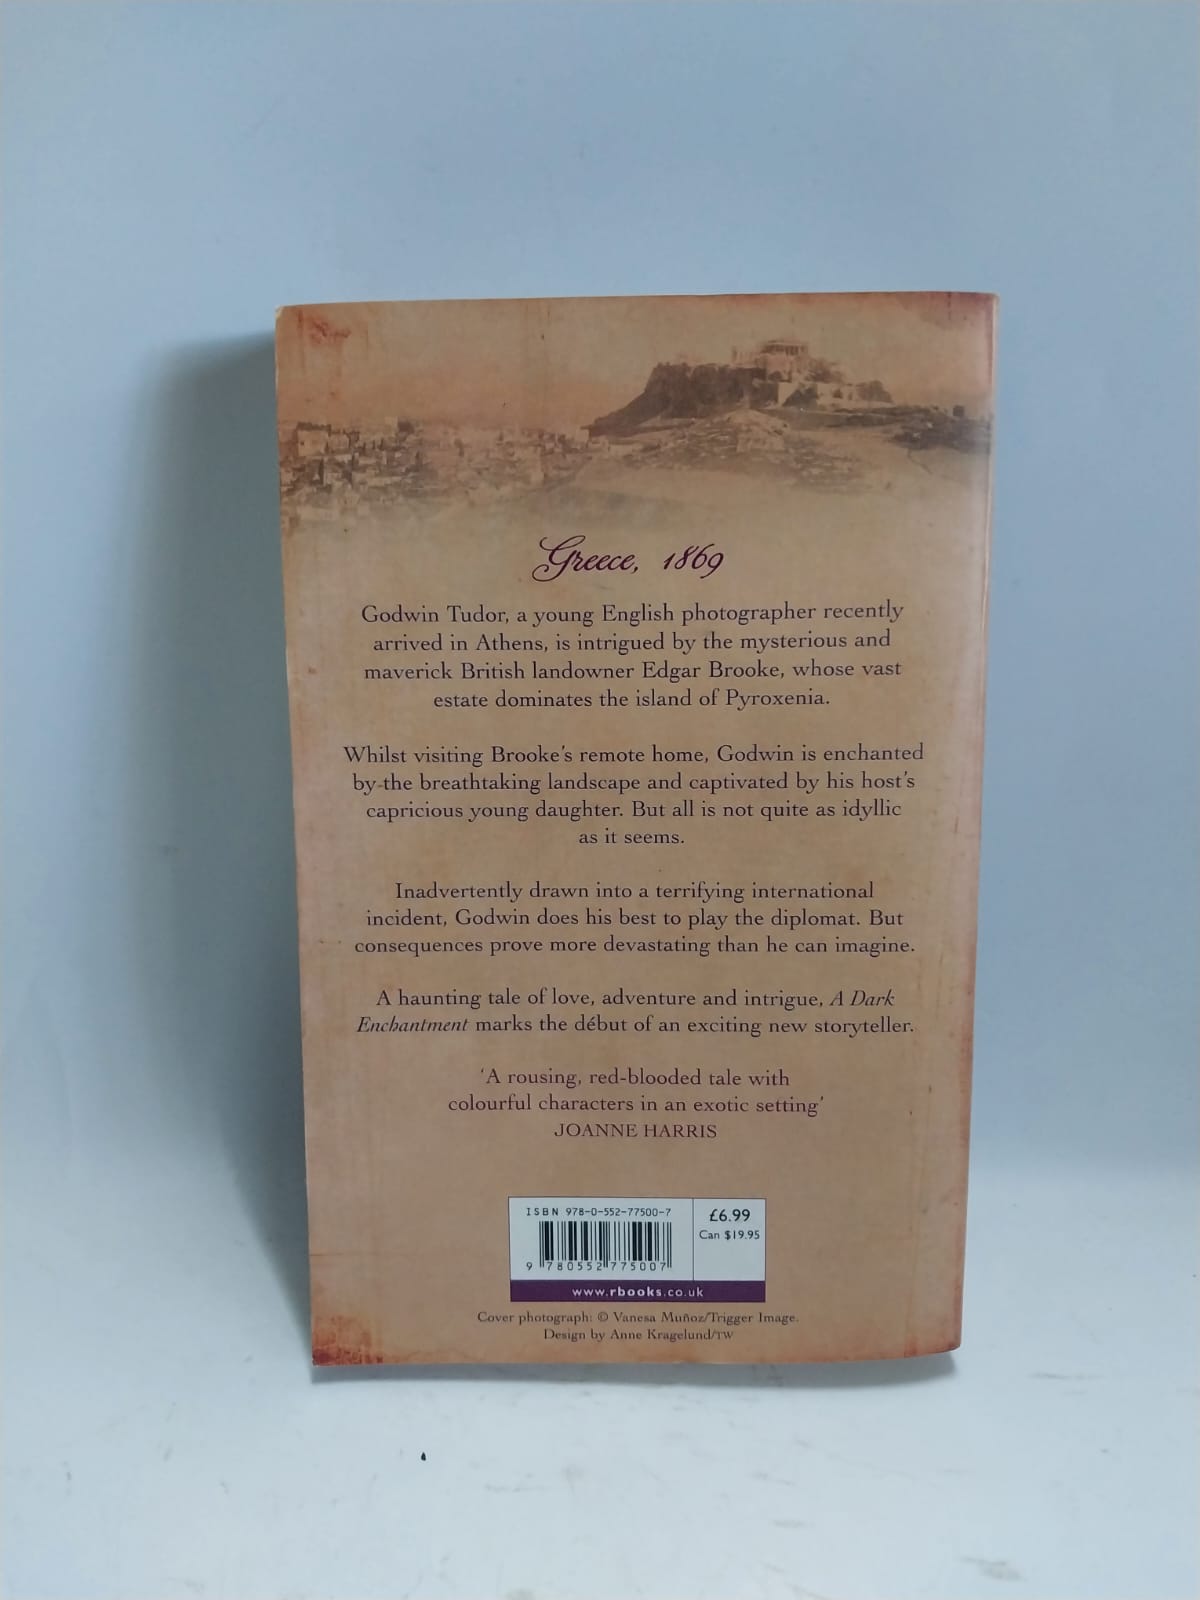 Greece, 1869
Godwin Tudor, a young English photographer recently
arrived in Athens, is intrigued by the mysterious and
maverick British landowner Edgar Brooke, whose vast
estate dominates the island of Pyroxenia.
Whilst visiting Brooke's remote home, Godwin is enchanted
by the breathtaking landscape and captivated by his host's
capricious young daughter. But all is not quite as idyllic
as it seems.
Inadvertently drawn into a terrifying international
incident, Godwin does his best to play the diplomat. But
consequences prove more devastating than he can imagine.
A haunting tale of love, adventure and intrigue, A Dark
Enchantment marks the début of an exciting new storyteller.
'A rousing, red-blooded tale with
colourful characters in an exotic setting'
JOANNE HARRIS
ISBN 978-0-552-77500-7
£6.99
Can $19.95
9 780552 775007
www.rbooks.co.uk
Cover photograph: © Vanesa Muñoz/Trigger Image.
Design by Anne Kragelund/TW